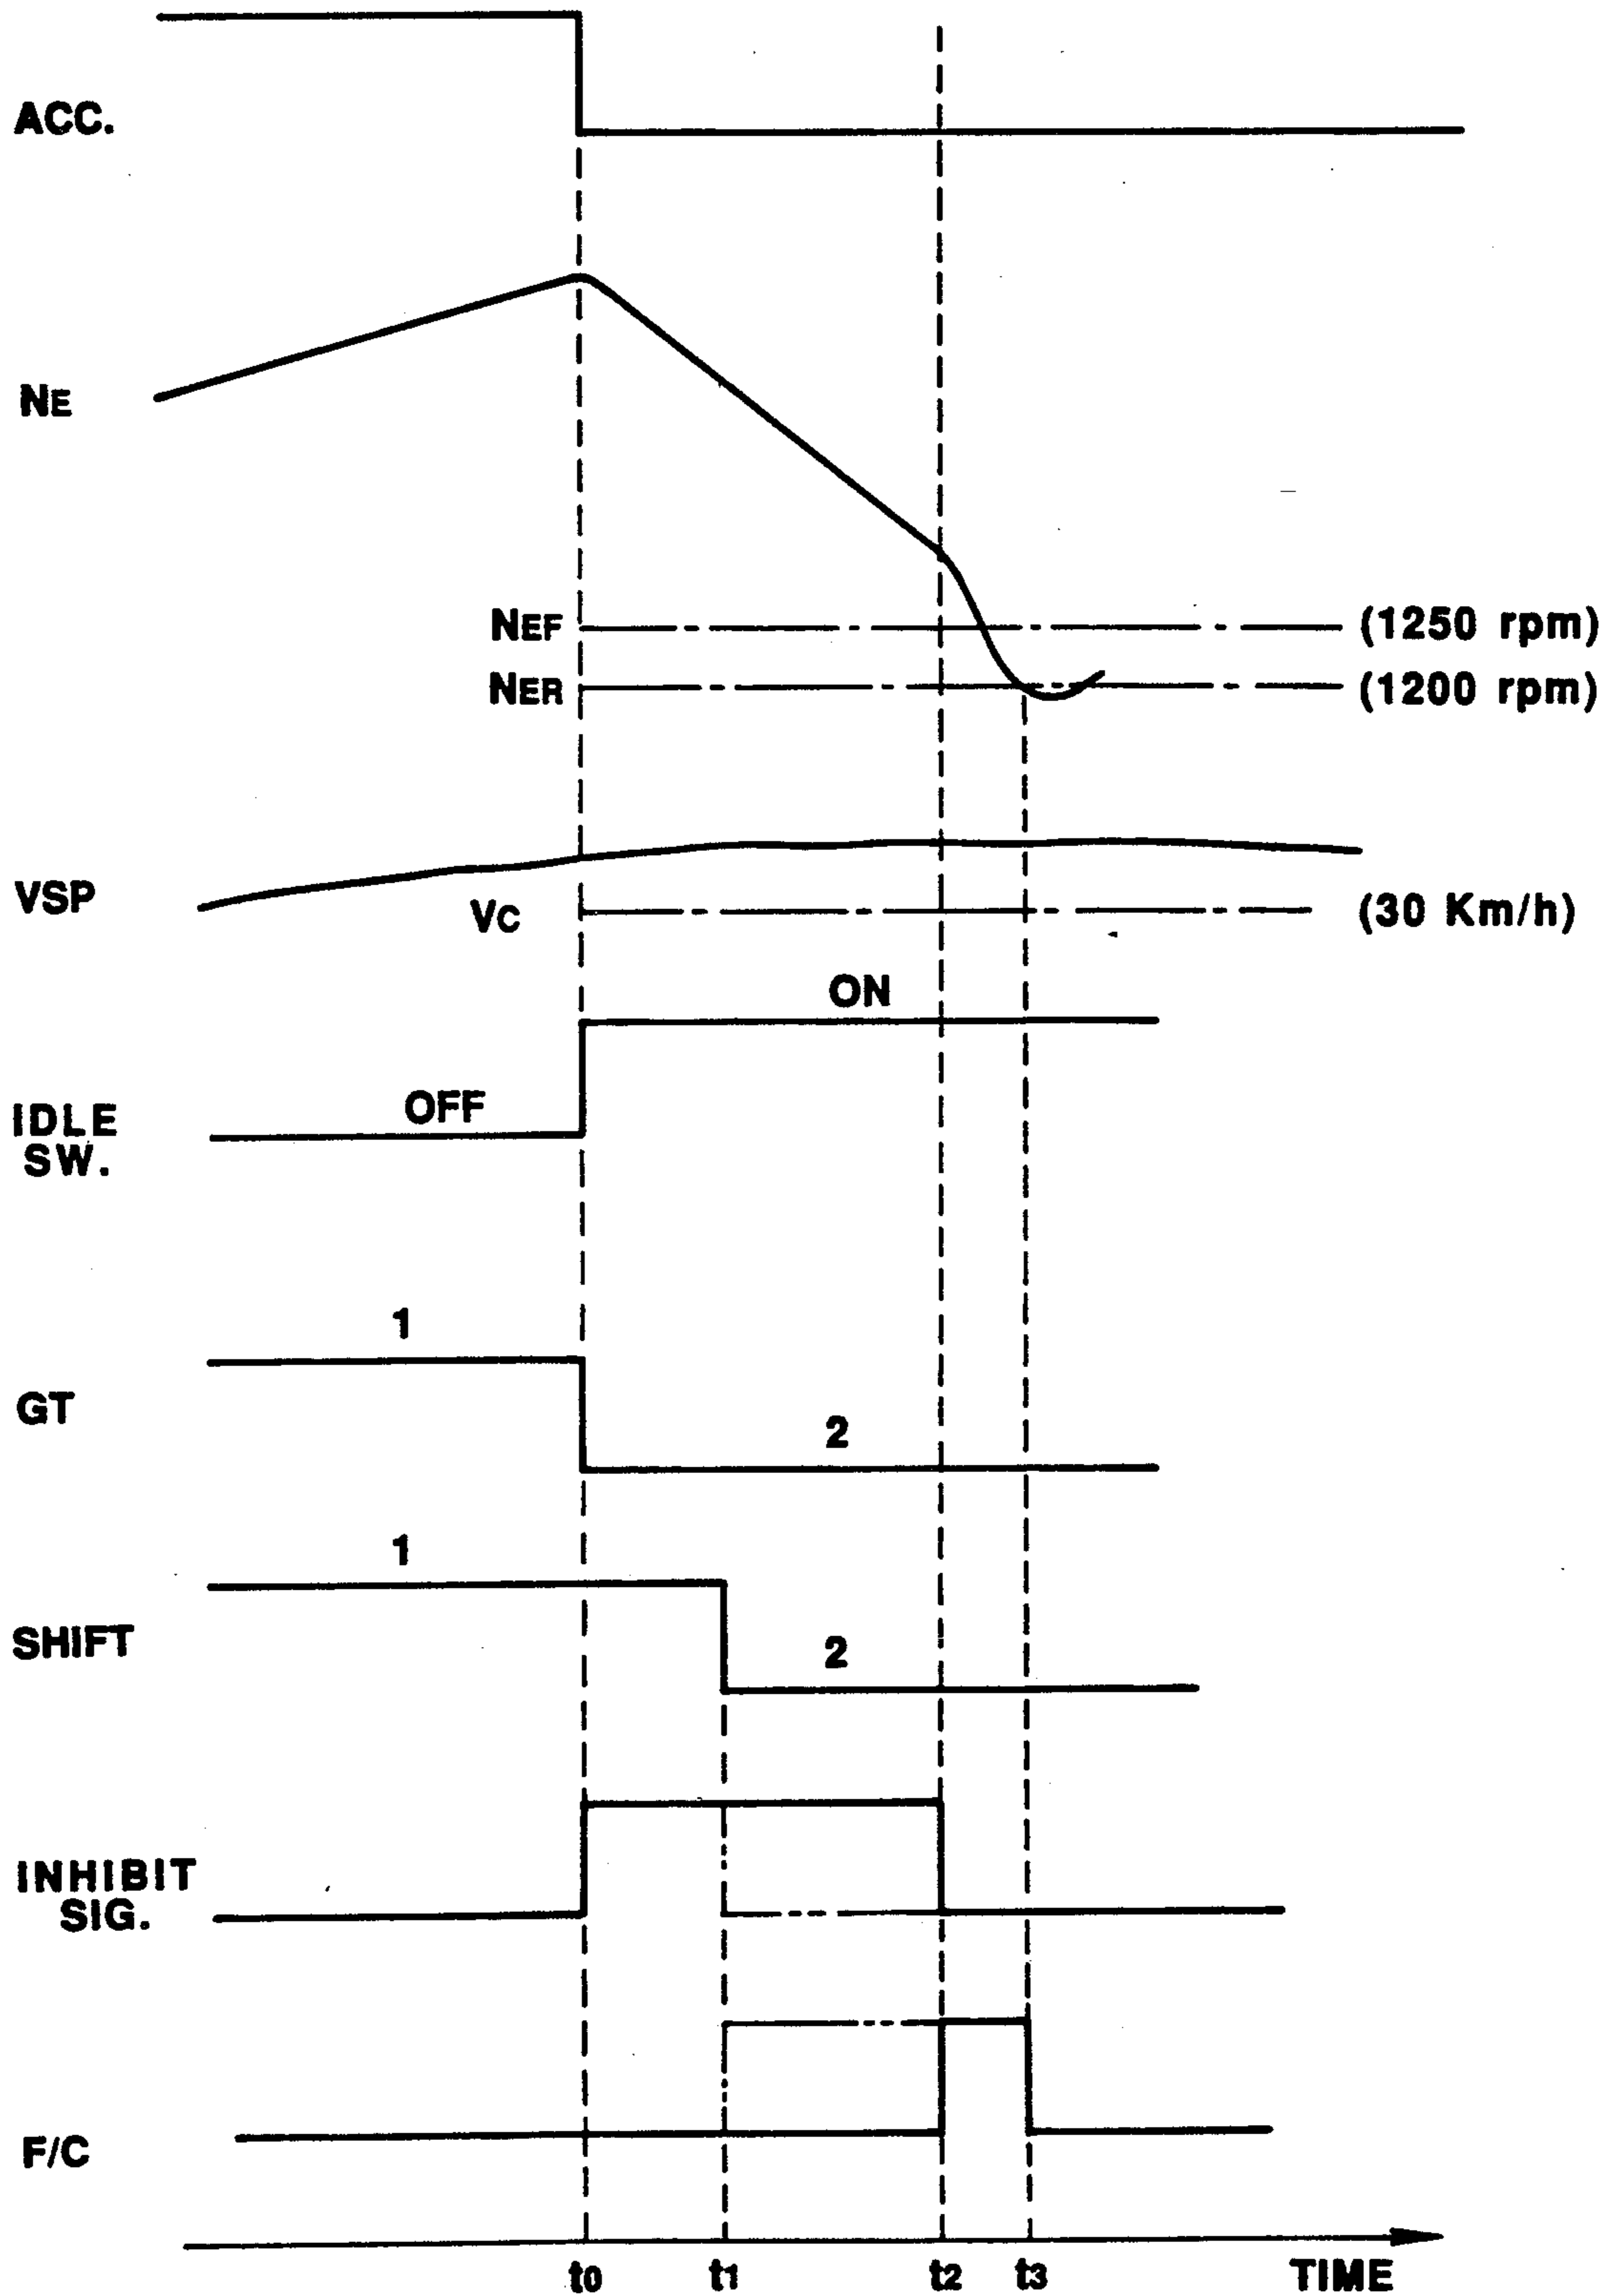 ACC.
NE
NEF (1250 rpm)
NER (1200 rpm)
VSP
VC (30 Km/h)
ON
OFF
IDLE
SW.
1
GT
2
1
SHIFT
2
INHIBIT
SIG.
F/C
t0 t1 t2 t3 TIME